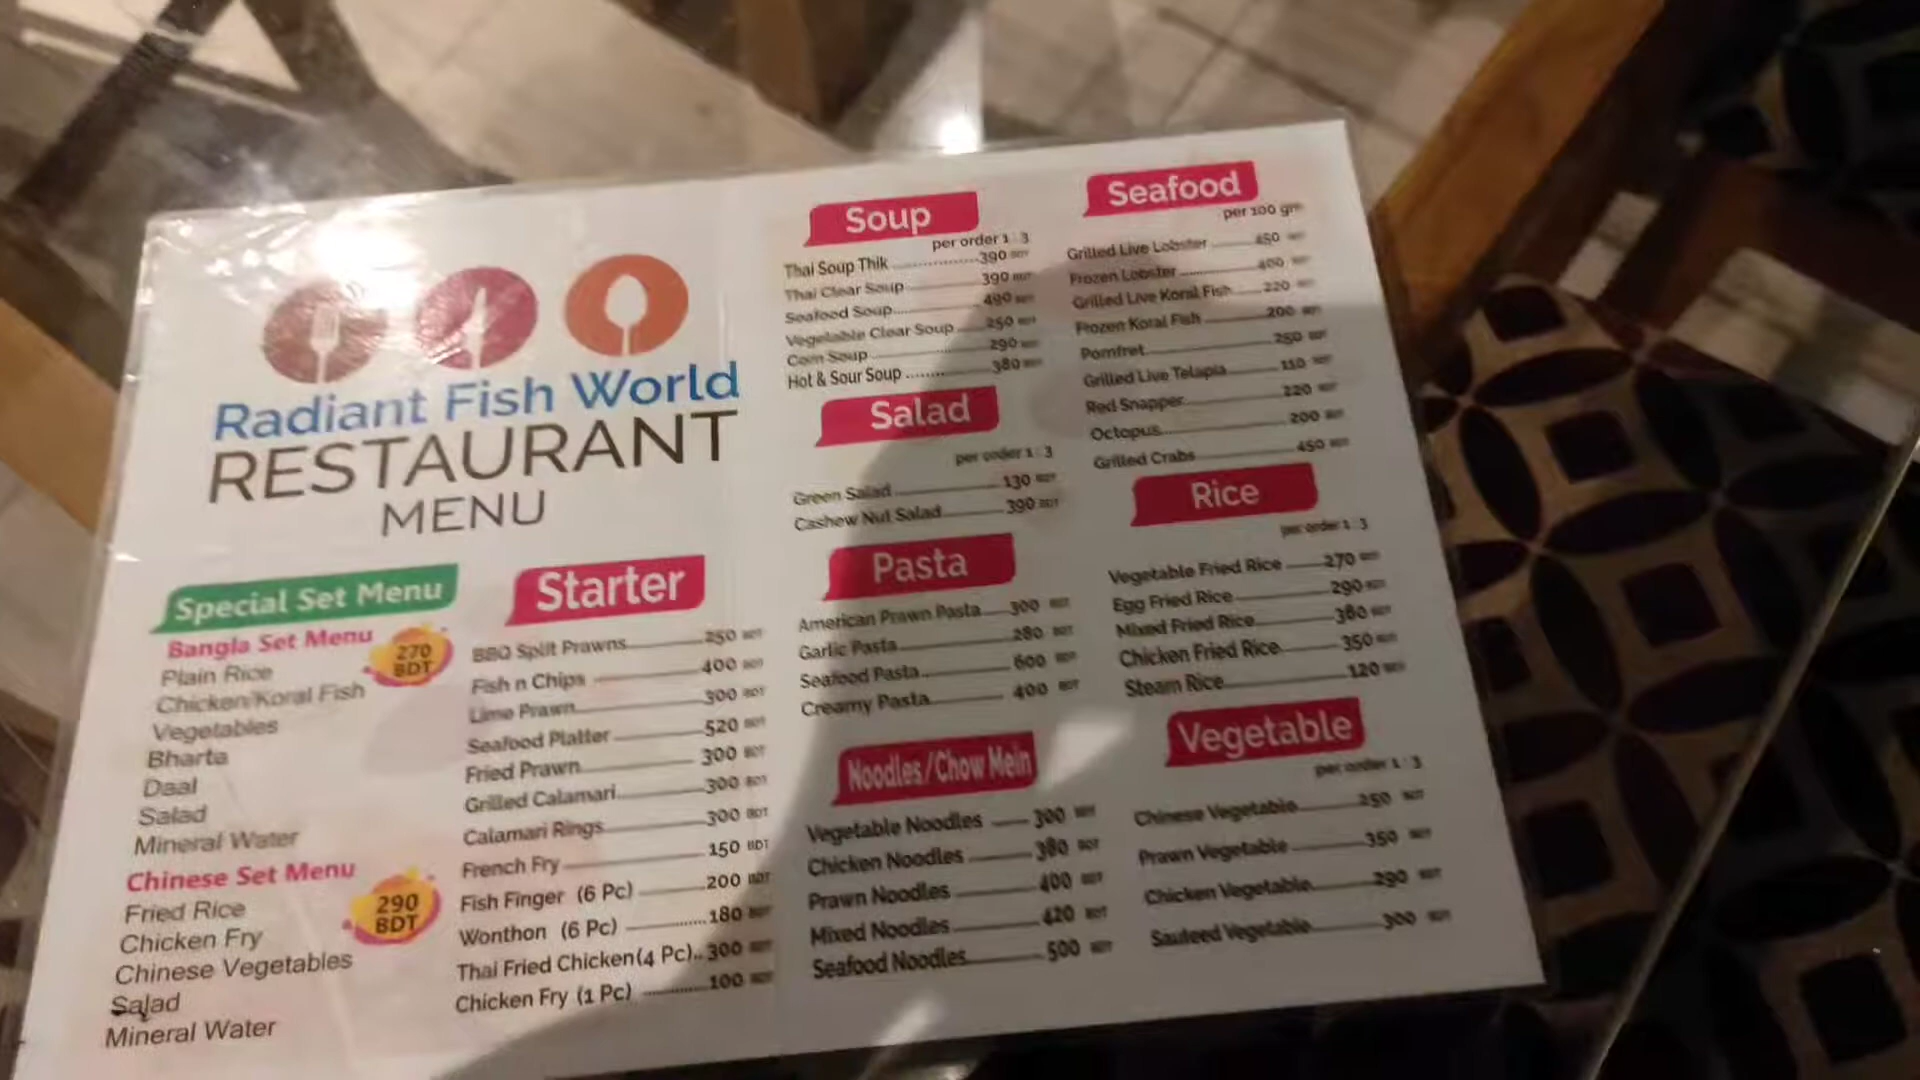 Radiant Fish World
RESTAURANT
MENU
Special Set Menu
Bangla Set Menu
270
BDT
Plain Rice
Chicken/Koral Fish
Vegetables
Bharta
Daal
Salad
Mineral Water
Chinese Set Menu
290
BDT
Fried Rice
Chicken Fry
Chinese Vegetables
Salad
Mineral Water
Starter
BBQ Split Prawns 250 BDT
Fish n Chips 400 BDT
Lime Prawn 300 BDT
Seafood Platter 520 BDT
Fried Prawn 300 BDT
Grilled Calamari 300 BDT
Calamari Rings 300 BDT
French Fry 150 BDT
Fish Finger (6 Pc) 200 BDT
Wonthon (6 Pc) 180 BDT
Thai Fried Chicken(4 Pc).. 300 BDT
Chicken Fry (1 Pc) 100 BDT
Soup
per order 1:3
Thai Soup Thik 390 BDT
Thai Clear Soup 390 BDT
Seafood Soup 490 BDT
Vegetable Clear Soup 250 BDT
Corn Soup 290 BDT
Hot & Sour Soup 380 BDT
Salad
per order 1:3
Green Salad 130 BDT
Cashew Nut Salad 390 BDT
Pasta
American Prawn Pasta 300 BDT
Garlic Pasta 280 BDT
Seafood Pasta 600 BDT
Creamy Pasta 400 BDT
Noodles/Chow Mein
Vegetable Noodles 300 BDT
Chicken Noodles 380 BDT
Prawn Noodles 400 BDT
Mixed Noodles 420 BDT
Seafood Noodles 500 BDT
Seafood
per 100 gm
Grilled Live Lobster 450
Frozen Lobster 400
Grilled Live Koral Fish 220
Frozen Koral Fish 200 BDT
Pomfret 250 BDT
Grilled Live Telapia 110 BDT
Red Snapper 220 BDT
Octopus 200 BDT
Grilled Crabs 450 BDT
Rice
per order 1:3
Vegetable Fried Rice 270 BDT
Egg Fried Rice 290 BDT
Mixed Fried Rice 380 BDT
Chicken Fried Rice 350 BDT
Steam Rice 120 BDT
Vegetable
per order 1:3
Chinese Vegetable 250 BDT
Prawn Vegetable 350 BDT
Chicken Vegetable 290 BDT
Sauteed Vegetable 300 BDT